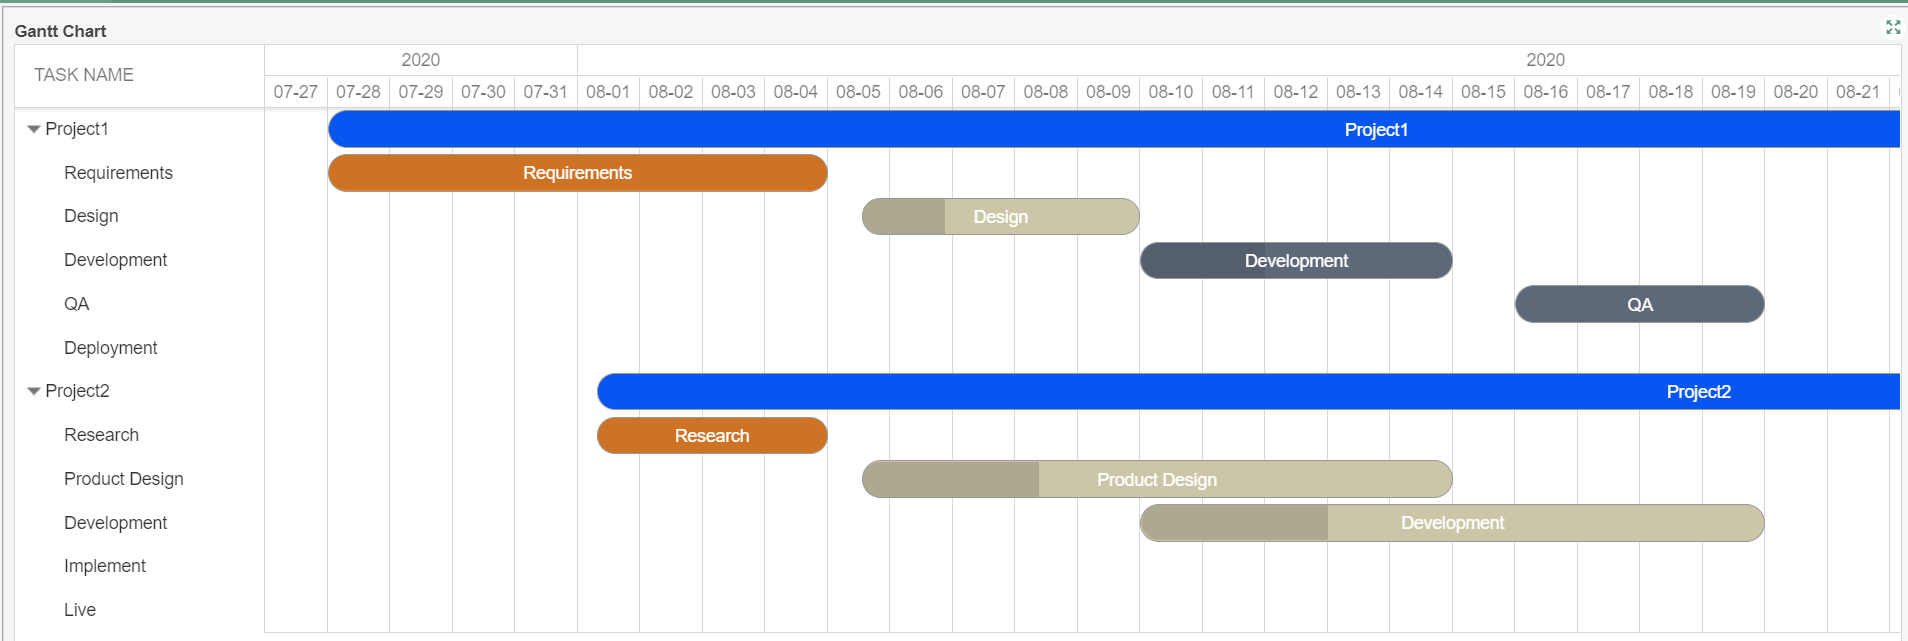 Gantt Chart
TASK NAME
2020 2020
07-27 07-28 07-29 07-30 07-31 08-01 08-02 08-03 08-04 08-05 08-06 08-07 08-08 08-09 08-10 08-11 08-12 08-13 08-14 08-15 08-16 08-17 08-18 08-19 08-20 08-21
Project1 Project1
Requirements Requirements
Design Design
Development Development
QA QA
Deployment
Project2 Project2
Research Research
Product Design Product Design
Development Development
Implement
Live